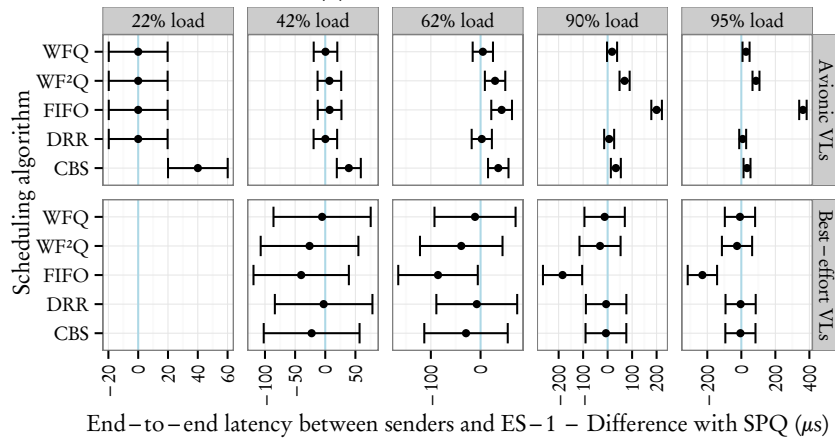 22% load 42% load 62% load 90% load 95% load
Scheduling algorithm
WFQ
WF²Q
FIFO
DRR
CBS
Avionic VLs
WFQ
WF²Q
FIFO
DRR
CBS
Best−effort VLs
−20 0 20 40 60 −100 −50 0 50 −100 0 −200 −100 0 100 200 −200 0 200 400
End−to−end latency between senders and ES−1 − Difference with SPQ (μs)